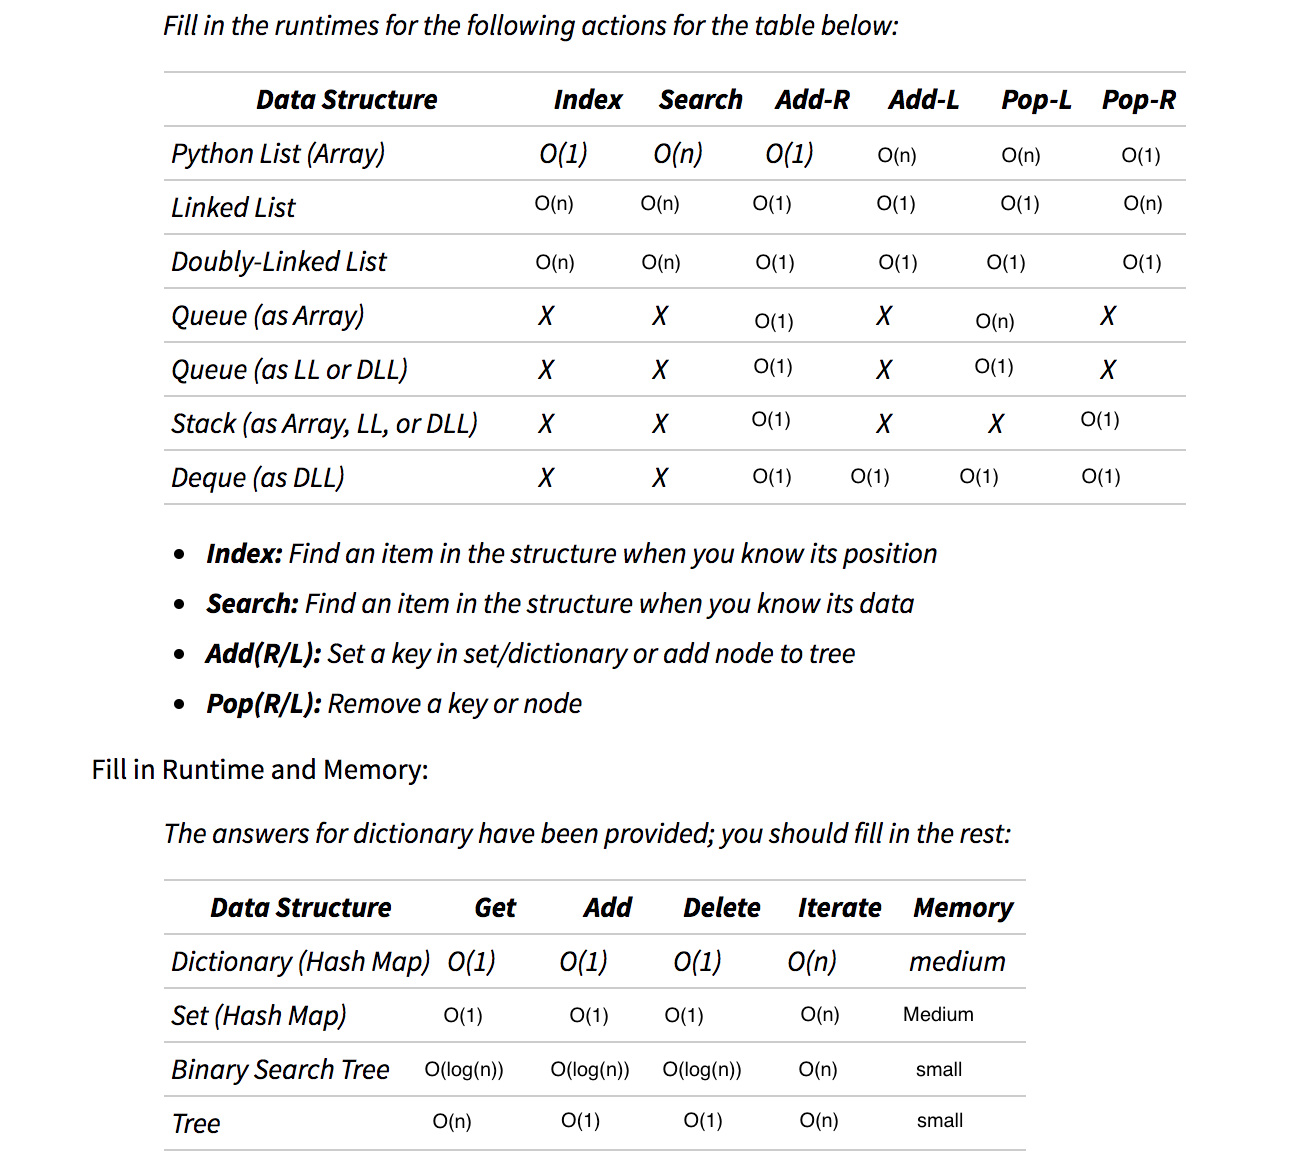 Fill in the runtimes for the following actions for the table below:
Data Structure Index Search Add-R Add-L Pop-L Pop-R
Python List (Array) O(1) O(n) O(1) O(n) O(n) O(1)
Linked List O(n) O(n) O(1) O(1) O(1) O(n)
Doubly-Linked List O(n) O(n) O(1) O(1) O(1) O(1)
Queue (as Array) X X O(1) X O(n) X
Queue (as LL or DLL) X X O(1) X O(1) X
Stack (as Array, LL, or DLL) X X O(1) X X O(1)
Deque (as DLL) X X O(1) O(1) O(1) O(1)
• Index: Find an item in the structure when you know its position
• Search: Find an item in the structure when you know its data
• Add(R/L): Set a key in set/dictionary or add node to tree
• Pop(R/L): Remove a key or node
Fill in Runtime and Memory:
The answers for dictionary have been provided; you should fill in the rest:
Data Structure Get Add Delete Iterate Memory
Dictionary (Hash Map) O(1) O(1) O(1) O(n) medium
Set (Hash Map) O(1) O(1) O(1) O(n) Medium
Binary Search Tree O(log(n)) O(log(n)) O(log(n)) O(n) small
Tree O(n) O(1) O(1) O(n) small